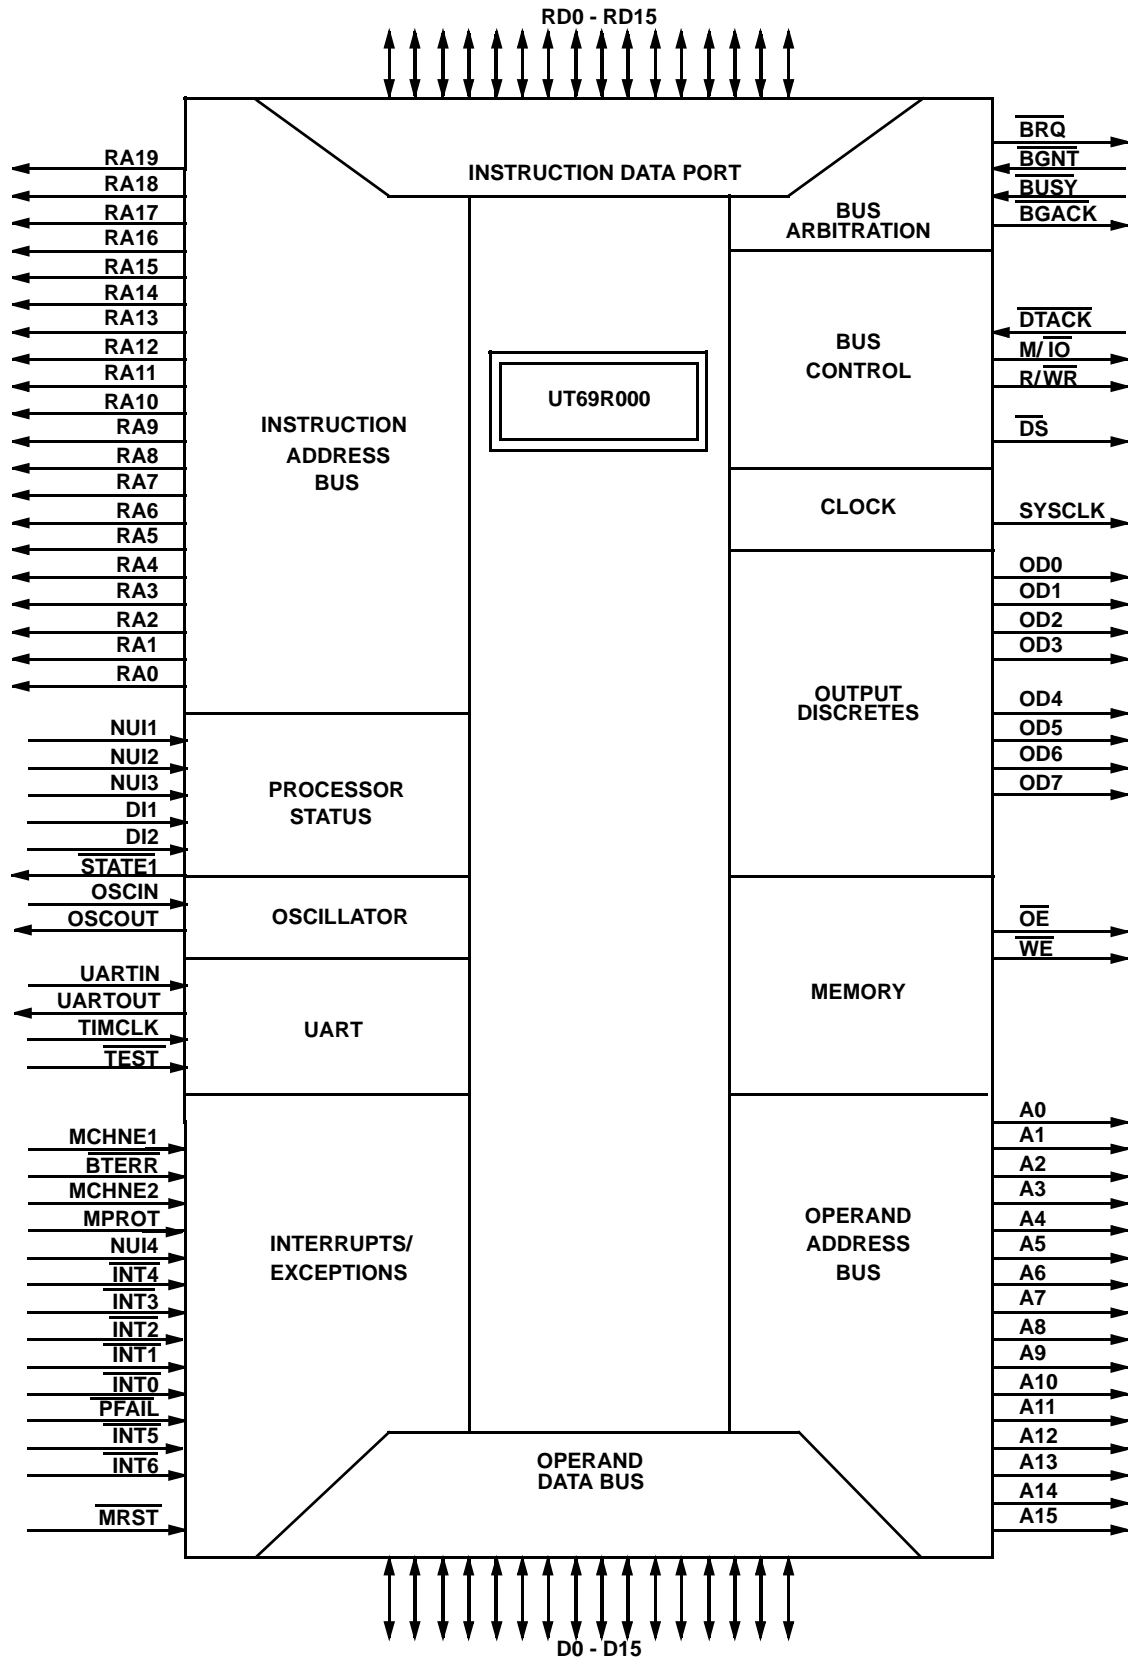 RD0 - RD15
INSTRUCTION DATA PORT
RA19
RA18
RA17
RA16
RA15
RA14
RA13
RA12
RA11
RA10
RA9
RA8
RA7
RA6
RA5
RA4
RA3
RA2
RA1
RA0
INSTRUCTION
ADDRESS
BUS
NUI1
NUI2
NUI3
DI1
DI2
STATE1
PROCESSOR
STATUS
OSCIN
OSCOUT
OSCILLATOR
UARTIN
UARTOUT
TIMCLK
TEST
UART
MCHNE1
BTERR
MCHNE2
MPROT
NUI4
INT4
INT3
INT2
INT1
INT0
PFAIL
INT5
INT6
MRST
INTERRUPTS/
EXCEPTIONS
UT69R000
BUS
ARBITRATION
BRQ
BGNT
BUSY
BGACK
BUS
CONTROL
DTACK
M/IO
R/WR
DS
CLOCK
SYSCLK
OUTPUT
DISCRETES
OD0
OD1
OD2
OD3
OD4
OD5
OD6
OD7
MEMORY
OE
WE
OPERAND
ADDRESS
BUS
A0
A1
A2
A3
A4
A5
A6
A7
A8
A9
A10
A11
A12
A13
A14
A15
OPERAND
DATA BUS
D0 - D15